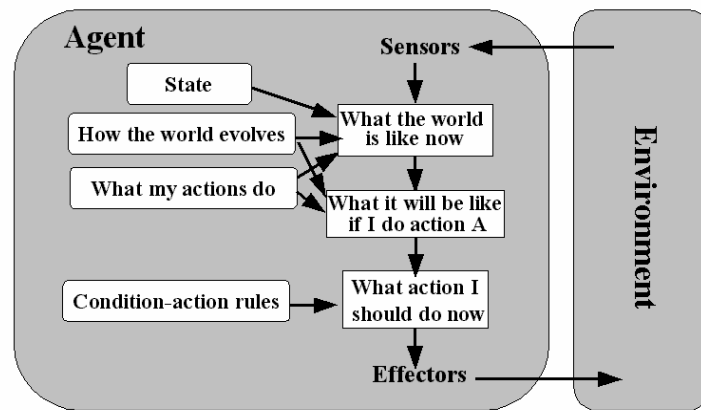 Agent
Sensors
State
What the world
is like now
How the world evolves
What my actions do
What it will be like
if I do action A
Condition-action rules
What action I
should do now
Effectors
Environment